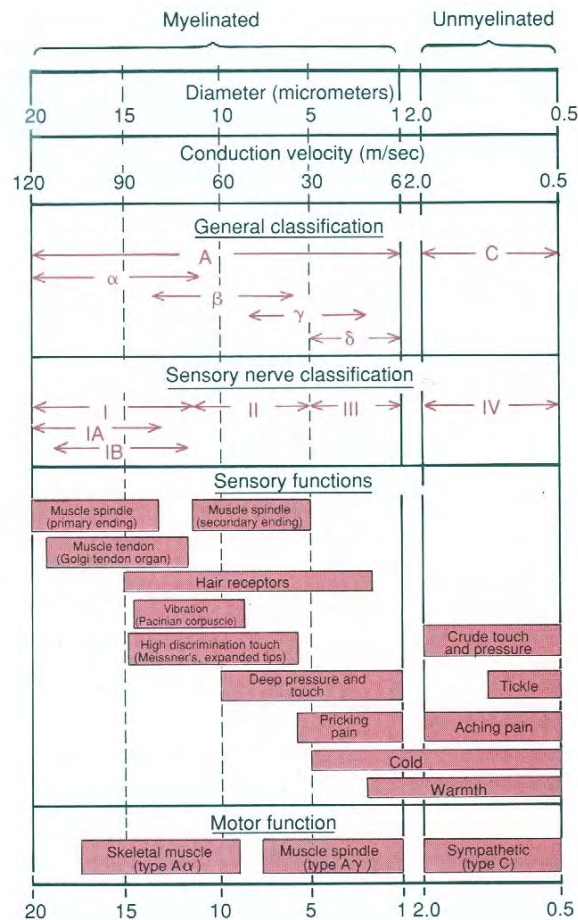 Myelinated Unmyelinated
Diameter (micrometers)
20 15 10 5 1 2.0 0.5
Conduction velocity (m/sec)
120 90 60 30 6 2.0 0.5
General classification
A C
α
β
γ
δ
Sensory nerve classification
I II III IV
IA
IB
Sensory functions
Muscle spindle
(primary ending)
Muscle spindle
(secondary ending)
Muscle tendon
(Golgi tendon organ)
Hair receptors
Vibration
(Pacinian corpuscle)
High discrimination touch
(Meissner's, expanded tips)
Crude touch
and pressure
Deep pressure and
touch
Tickle
Pricking
pain
Aching pain
Cold
Warmth
Motor function
Skeletal muscle
(type Aα)
Muscle spindle
(type Aγ)
Sympathetic
(type C)
20 15 10 5 1 2.0 0.5